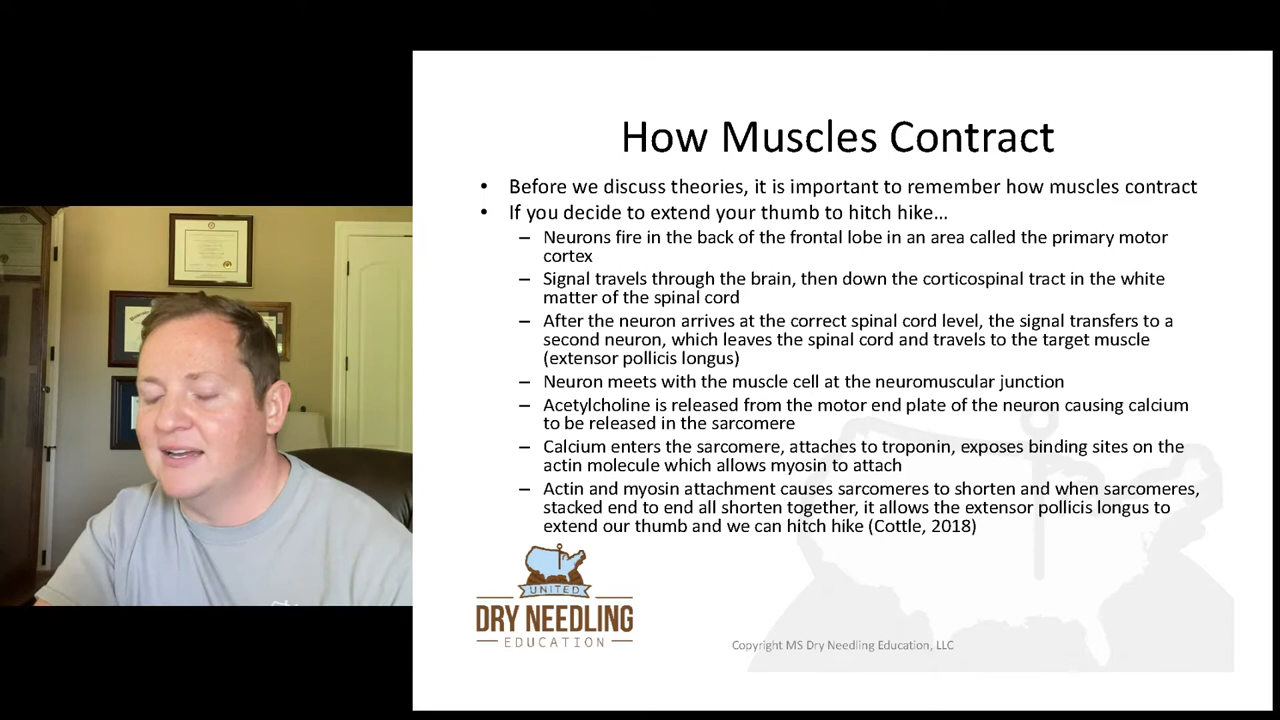 How Muscles Contract
• Before we discuss theories, it is important to remember how muscles contract
• If you decide to extend your thumb to hitch hike…
– Neurons fire in the back of the frontal lobe in an area called the primary motor
cortex
– Signal travels through the brain, then down the corticospinal tract in the white
matter of the spinal cord
– After the neuron arrives at the correct spinal cord level, the signal transfers to a
second neuron, which leaves the spinal cord and travels to the target muscle
(extensor pollicis longus)
– Neuron meets with the muscle cell at the neuromuscular junction
– Acetylcholine is released from the motor end plate of the neuron causing calcium
to be released in the sarcomere
– Calcium enters the sarcomere, attaches to troponin, exposes binding sites on the
actin molecule which allows myosin to attach
– Actin and myosin attachment causes sarcomeres to shorten and when sarcomeres,
stacked end to end all shorten together, it allows the extensor pollicis longus to
extend our thumb and we can hitch hike (Cottle, 2018)
UNITED
DRY NEEDLING
EDUCATION
Copyright MS Dry Needling Education, LLC